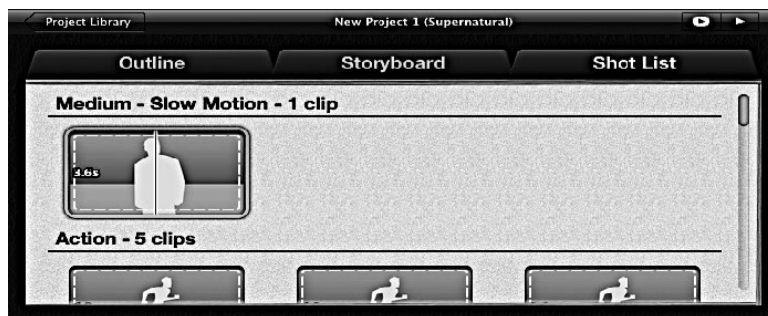 Project Library
New Project 1 (Supernatural)
Outline
Storyboard
Shot List
Medium - Slow Motion - 1 clip
3.6s
Action - 5 clips